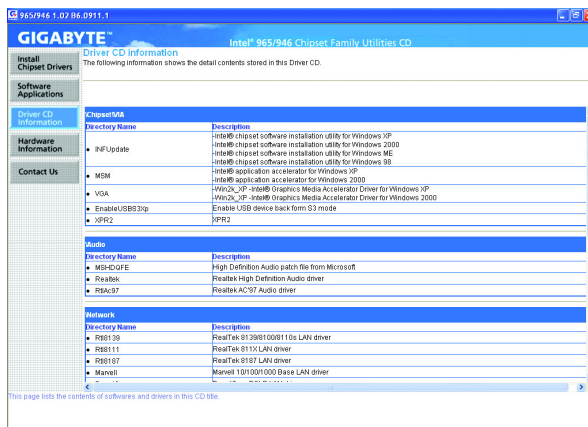 965/946 1.02 B6.0911.1
GIGABYTE™
Intel® 965/946 Chipset Family Utilities CD
Install
Chipset Drivers
Software
Applications
Driver CD
Information
Hardware
Information
Contact Us
Driver CD information
The following information shows the detail contents stored in this Driver CD.
\Chipset\VIA
Directory Name Description
• INFUpdate
-Intel® chipset software installation utility for Windows XP
-Intel® chipset software installation utility for Windows 2000
-Intel® chipset software installation utility for Windows ME
-Intel® chipset software installation utility for Windows 98
• MSM
-Intel® application accelerator for Windows XP
-Intel® application accelerator for Windows 2000
• VGA
-Win2k_XP -Intel® Graphics Media Accelerator Driver for Windows XP
-Win2k_XP -Intel® Graphics Media Accelerator Driver for Windows 2000
• EnableUSBS3Xp Enable USB device back form S3 mode
• XPR2 XPR2
\Audio
Directory Name Description
• MSHDQFE High Definition Audio patch file from Microsoft
• Realtek Realtek High Definition Audio driver
• RtlAc97 Realtek AC'97 Audio driver
\Network
Directory Name Description
• Rtl8139 RealTek 8139/8100/8110s LAN driver
• Rtl8111 RealTek 811X LAN driver
• Rtl8187 RealTek 8187 LAN driver
• Marvell Marvell 10/100/1000 Base LAN driver
This page lists the contents of softwares and drivers in this CD title.